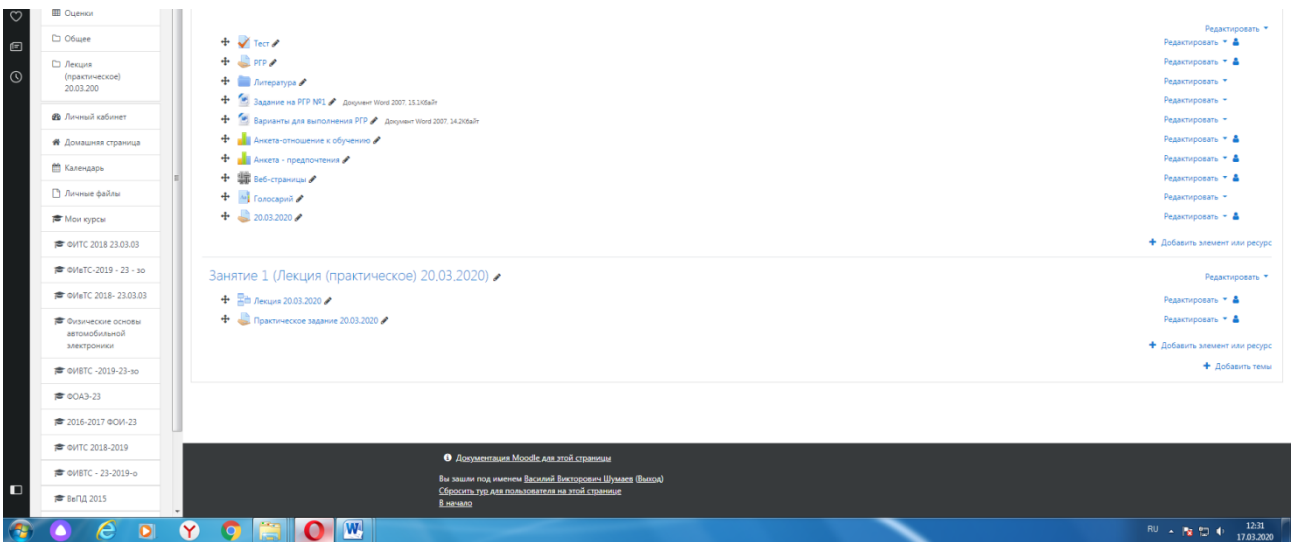 Оценки
Общее
Лекция
(практическое)
20.03.200
Личный кабинет
Домашняя страница
Календарь
Личные файлы
Мои курсы
ФИТС 2018 23.03.03
ФИвТС-2019 - 23 - зо
ФИвТС 2018- 23.03.03
Физические основы
автомобильной
электроники
ФИВТС -2019-23-зо
ФОАЭ-23
2016-2017 ФОИ-23
ФИТС 2018-2019
ФИВТС - 23-2019-о
ВеПД 2015
Редактировать
Тест Редактировать
РГР Редактировать
Литература Редактировать
Задание на РГР №1 Документ Word 2007, 15.1Кбайт Редактировать
Варианты для выполнения РГР Документ Word 2007, 14.2Кбайт Редактировать
Анкета-отношение к обучению Редактировать
Анкета - предпочтения Редактировать
Веб-страницы Редактировать
Голосарий Редактировать
20.03.2020 Редактировать
Добавить элемент или ресурс
Занятие 1 (Лекция (практическое) 20.03.2020) Редактировать
Лекция 20.03.2020 Редактировать
Практическое задание 20.03.2020 Редактировать
Добавить элемент или ресурс
Добавить темы
Документация Moodle для этой страницы
Вы зашли под именем Василий Викторович Шумаев (Выход)
Сбросить тур для пользователя на этой странице
В начало
RU 12:31
17.03.2020